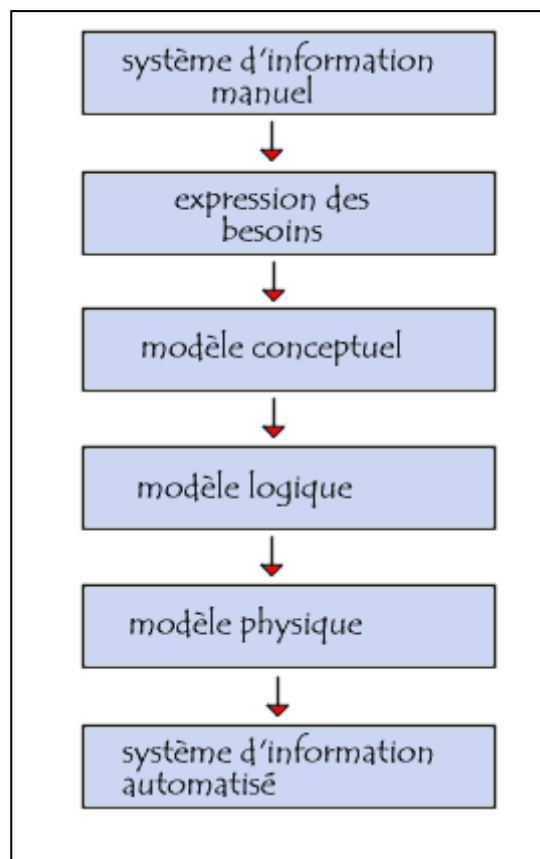 système d'information
manuel
expression des
besoins
modèle conceptuel
modèle logique
modèle physique
système d'information
automatisé